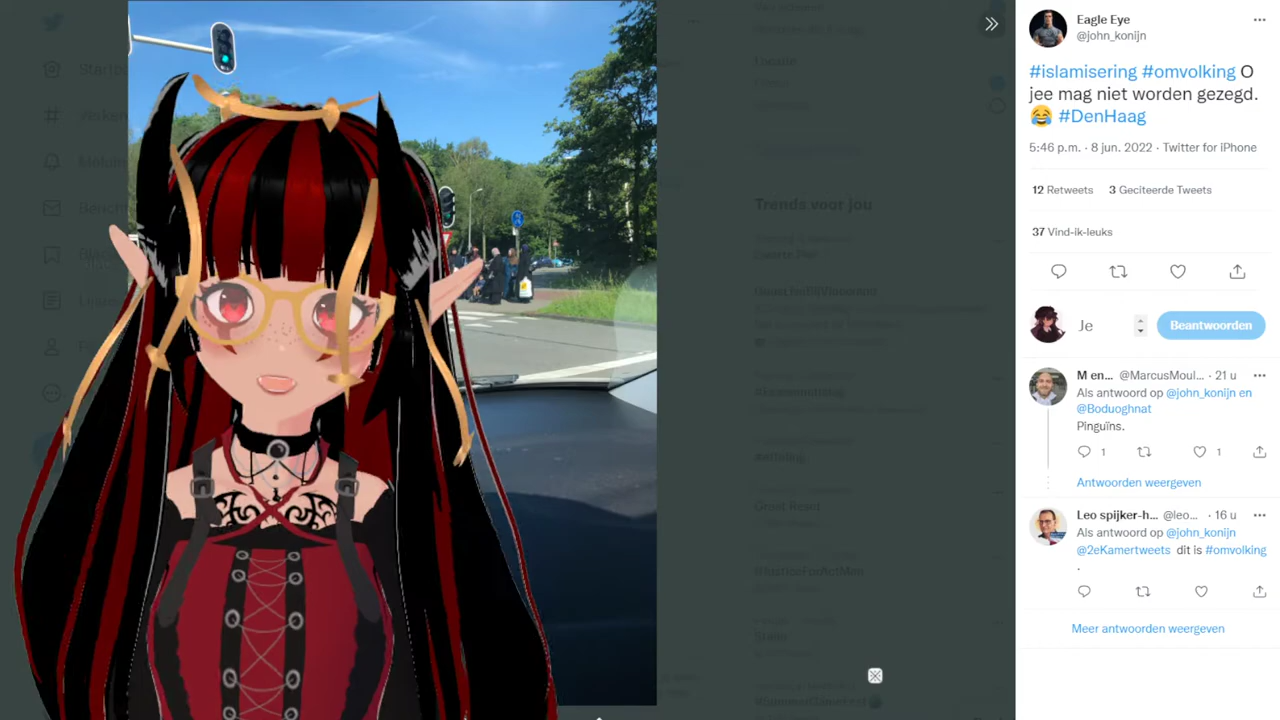 Trends voor jou
Eagle Eye
@john_konijn
#islamisering #omvolking O
jee mag niet worden gezegd.
😂 #DenHaag
5:46 p.m. · 8 jun. 2022 · Twitter for iPhone
12 Retweets 3 Geciteerde Tweets
37 Vind-ik-leuks
Je
Beantwoorden
M en... @MarcusMoul... · 21 u
Als antwoord op @john_konijn en
@Boduoghnat
Pinguïns.
1 1
Antwoorden weergeven
Leo spijker-h... @leo... · 16 u
Als antwoord op @john_konijn
@2eKamertweets dit is #omvolking
.
Meer antwoorden weergeven